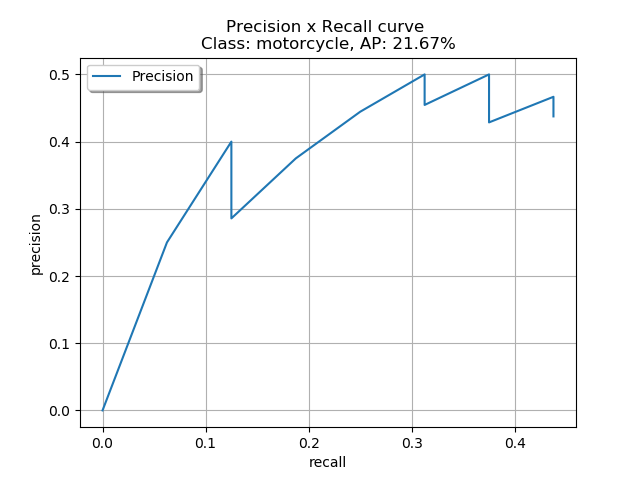 Precision x Recall curve
Class: motorcycle, AP: 21.67%
Precision
0.5
0.4
0.3
0.2
0.1
0.0
precision
0.0 0.1 0.2 0.3 0.4
recall